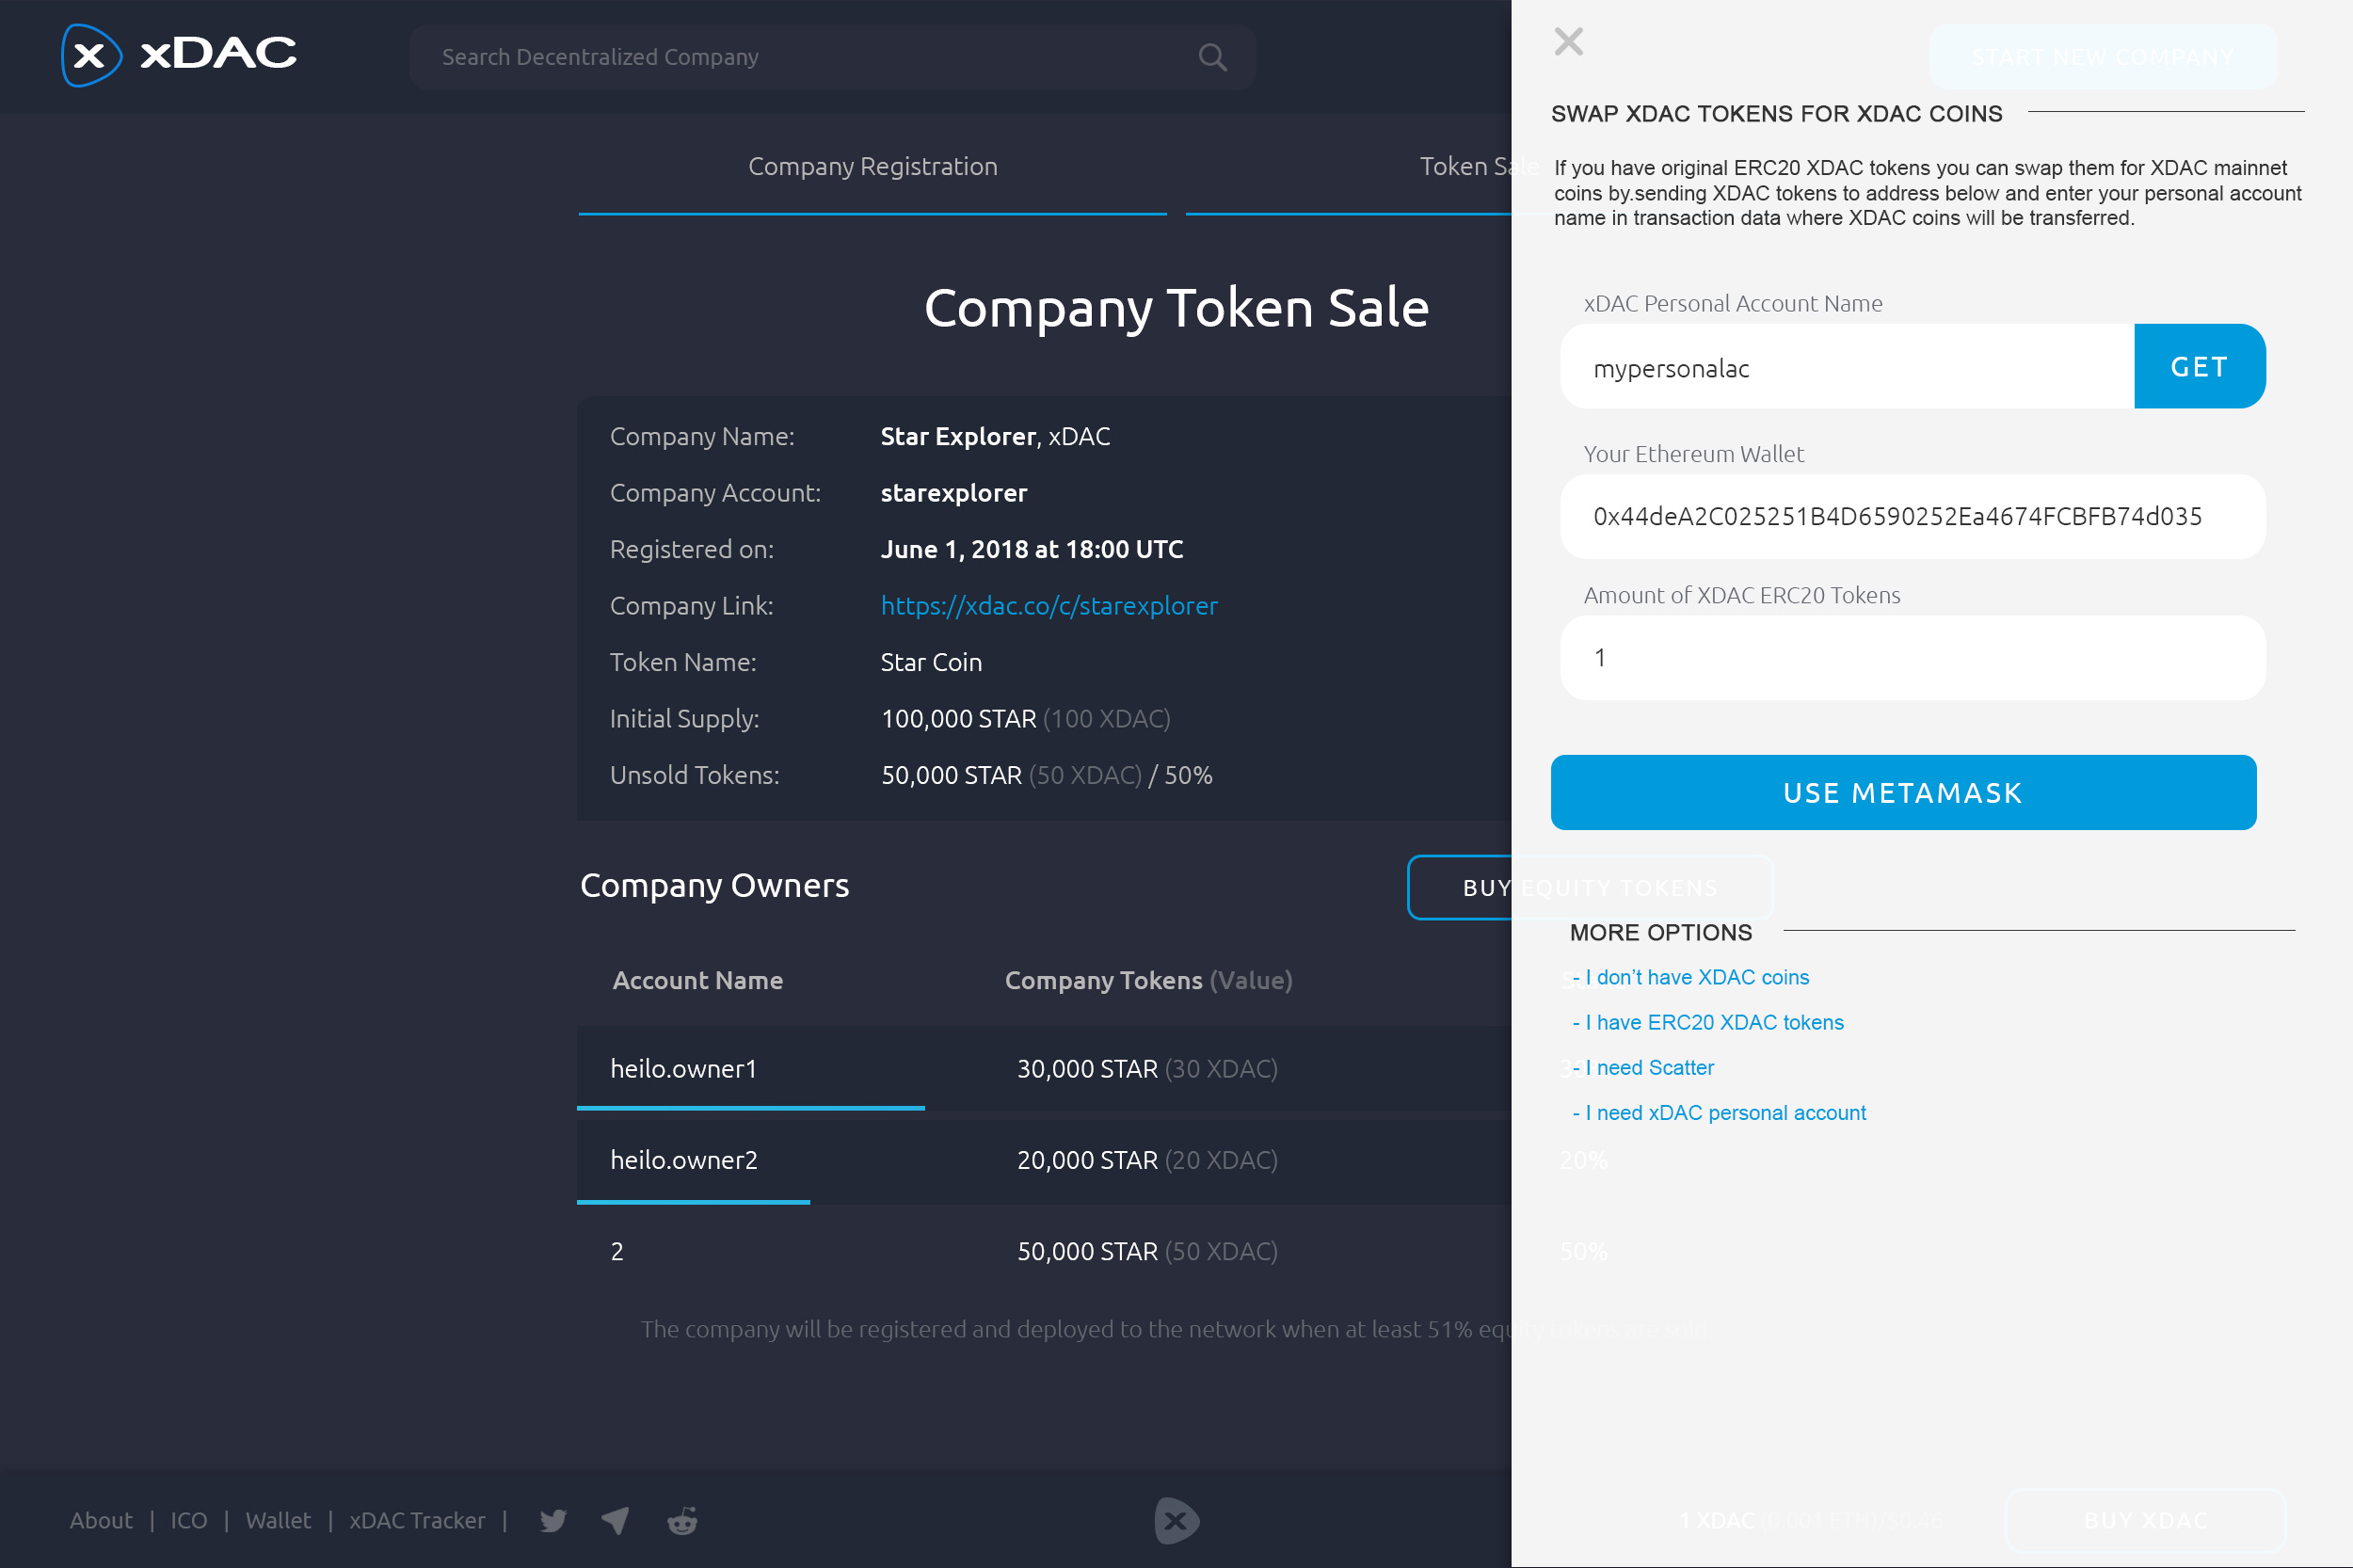 x xDAC
Search Decentralized Company
START NEW COMPANY
Company Registration
Token Sale
Company Token Sale
Company Name: Star Explorer, xDAC
Company Account: starexplorer
Registered on: June 1, 2018 at 18:00 UTC
Company Link: https://xdac.co/c/starexplorer
Token Name: Star Coin
Initial Supply: 100,000 STAR (100 XDAC)
Unsold Tokens: 50,000 STAR (50 XDAC) / 50%
Company Owners
BUY EQUITY TOKENS
Account Name Company Tokens (Value)
heilo.owner1 30,000 STAR (30 XDAC)
heilo.owner2 20,000 STAR (20 XDAC) 20%
2 50,000 STAR (50 XDAC) 50%
The company will be registered and deployed to the network when at least 51% equity tokens
About | ICO | Wallet | xDAC Tracker |
1 XDAC
BUY XDAC
SWAP XDAC TOKENS FOR XDAC COINS
If you have original ERC20 XDAC tokens you can swap them for XDAC mainnet
coins by.sending XDAC tokens to address below and enter your personal account
name in transaction data where XDAC coins will be transferred.
xDAC Personal Account Name
mypersonalac
GET
Your Ethereum Wallet
0x44deA2C025251B4D6590252Ea4674FCBFB74d035
Amount of XDAC ERC20 Tokens
1
USE METAMASK
MORE OPTIONS
- I don’t have XDAC coins
- I have ERC20 XDAC tokens
- I need Scatter
- I need xDAC personal account